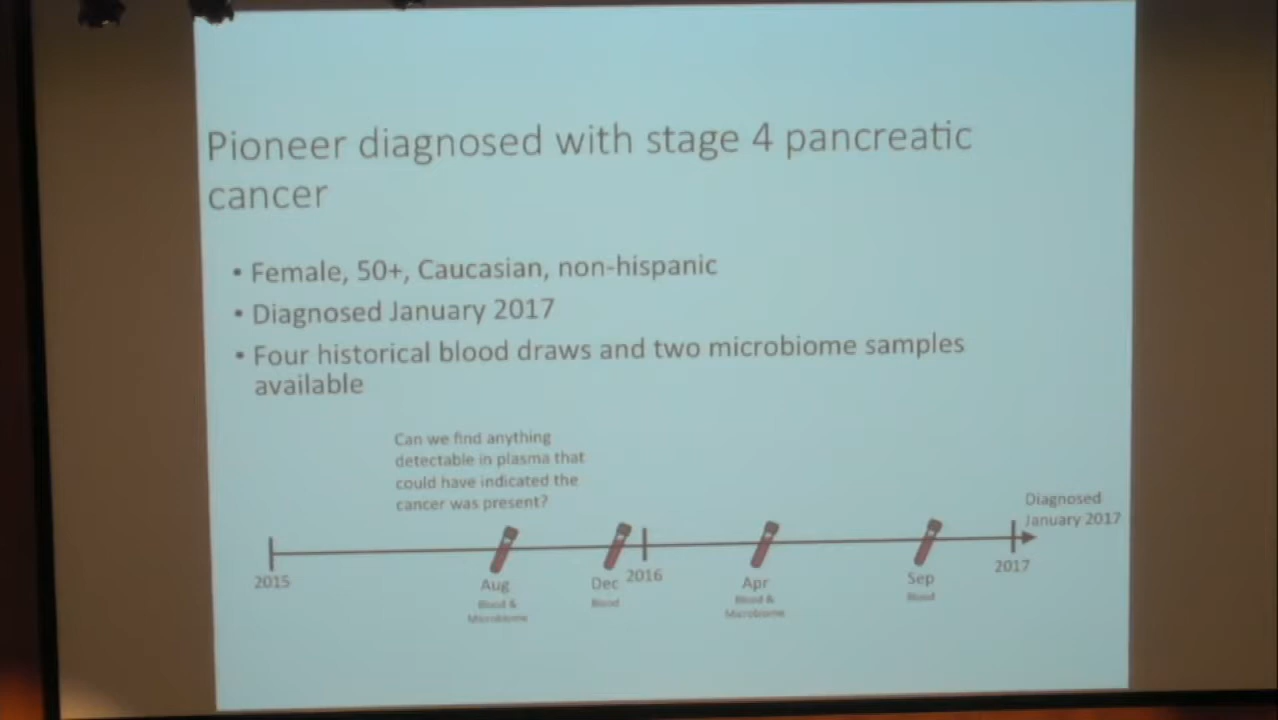 Pioneer diagnosed with stage 4 pancreatic
cancer
• Female, 50+, Caucasian, non-hispanic
• Diagnosed January 2017
• Four historical blood draws and two microbiome samples
available
Can we find anything
detectable in plasma that
could have indicated the
cancer was present?
Diagnosed
January 2017
2015
Aug
Blood &
Microbiome
Dec
Blood
2016
Apr
Blood &
Microbiome
Sep
Blood
2017